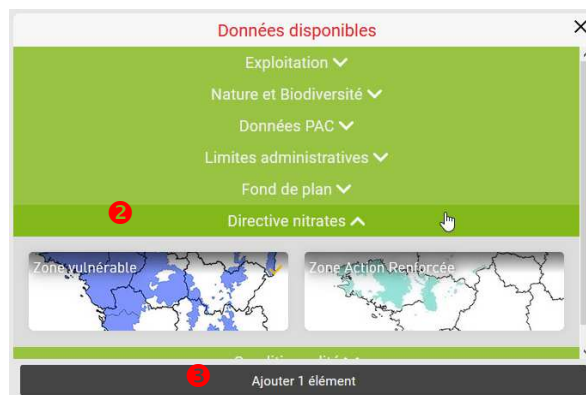 Données disponibles
Exploitation
Nature et Biodiversité
Données PAC
Limites administratives
Fond de plan
2 Directive nitrates
Zone vulnérable Zone Action Renforcée
3 Ajouter 1 élément